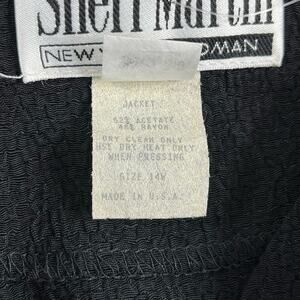 Sheri Martin
NEW Y OMAN
JACKET
52% ACETATE
48% RAYON
DRY CLEAN ONLY
USE DRY HEAT ONLY
WHEN PRESSING
SIZE 14W
MADE IN U.S.A.